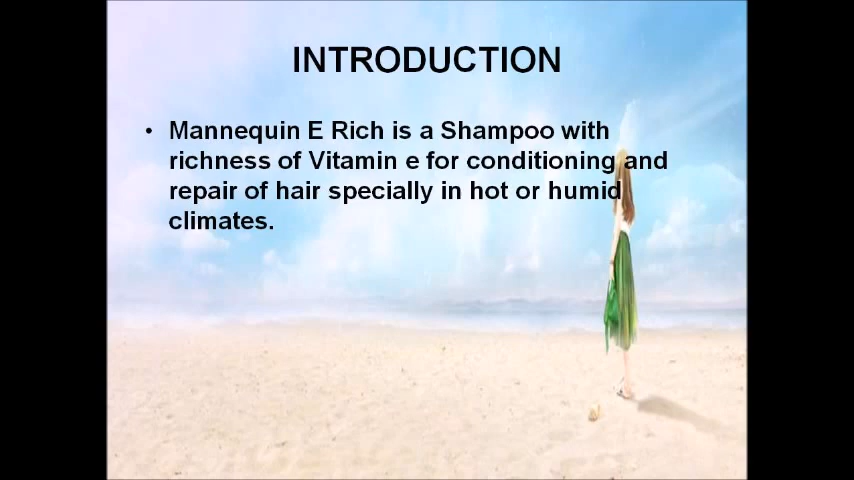 INTRODUCTION
• Mannequin E Rich is a Shampoo with
richness of Vitamin e for conditioning and
repair of hair specially in hot or humid
climates.